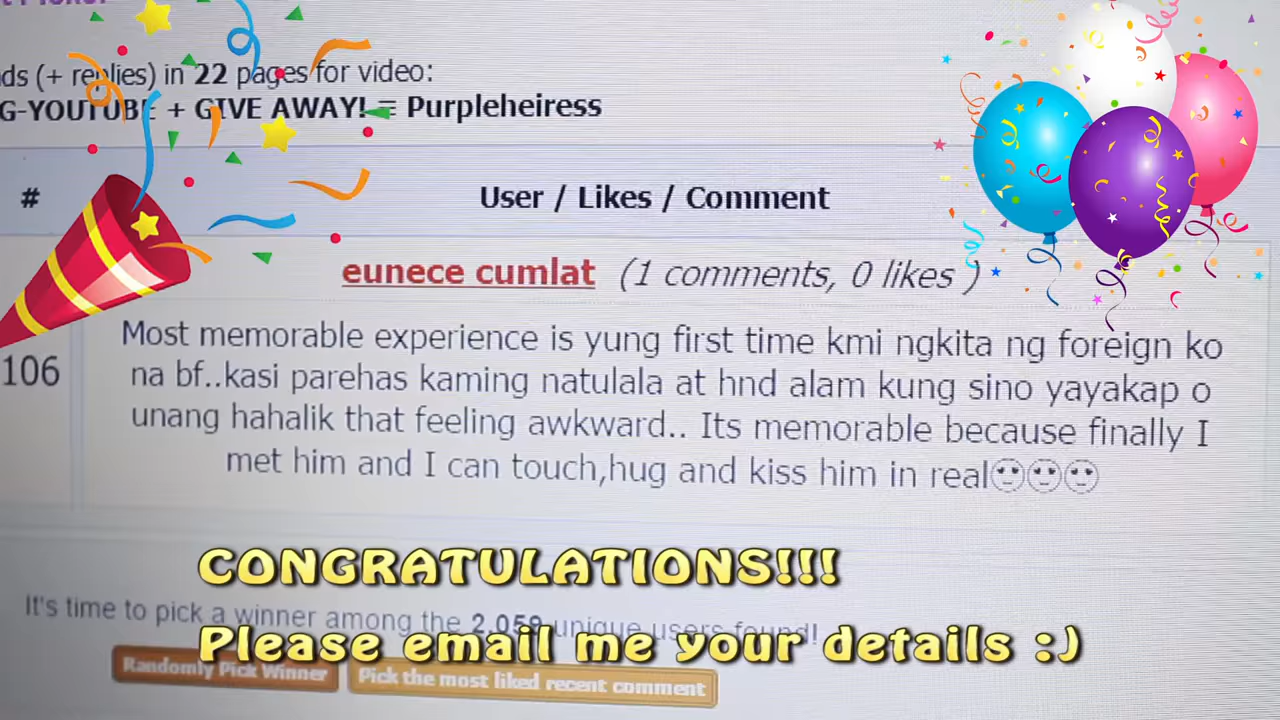 ds (+ replies) in 22 pages for video:
G-YOUTUBE + GIVE AWAY! = Purpleheiress
# User / Likes / Comment
eunece cumlat (1 comments, 0 likes )
106
Most memorable experience is yung first time kmi ngkita ng foreign ko
na bf..kasi parehas kaming natulala at hnd alam kung sino yayakap o
unang hahalik that feeling awkward.. Its memorable because finally I
met him and I can touch,hug and kiss him in real🙄🙄🙄
CONGRATULATIONS!!!
It's time to pick a winner among the 2,059 unique users found!
Please email me your details :)
Randomly Pick Winner Pick the most liked recent comment